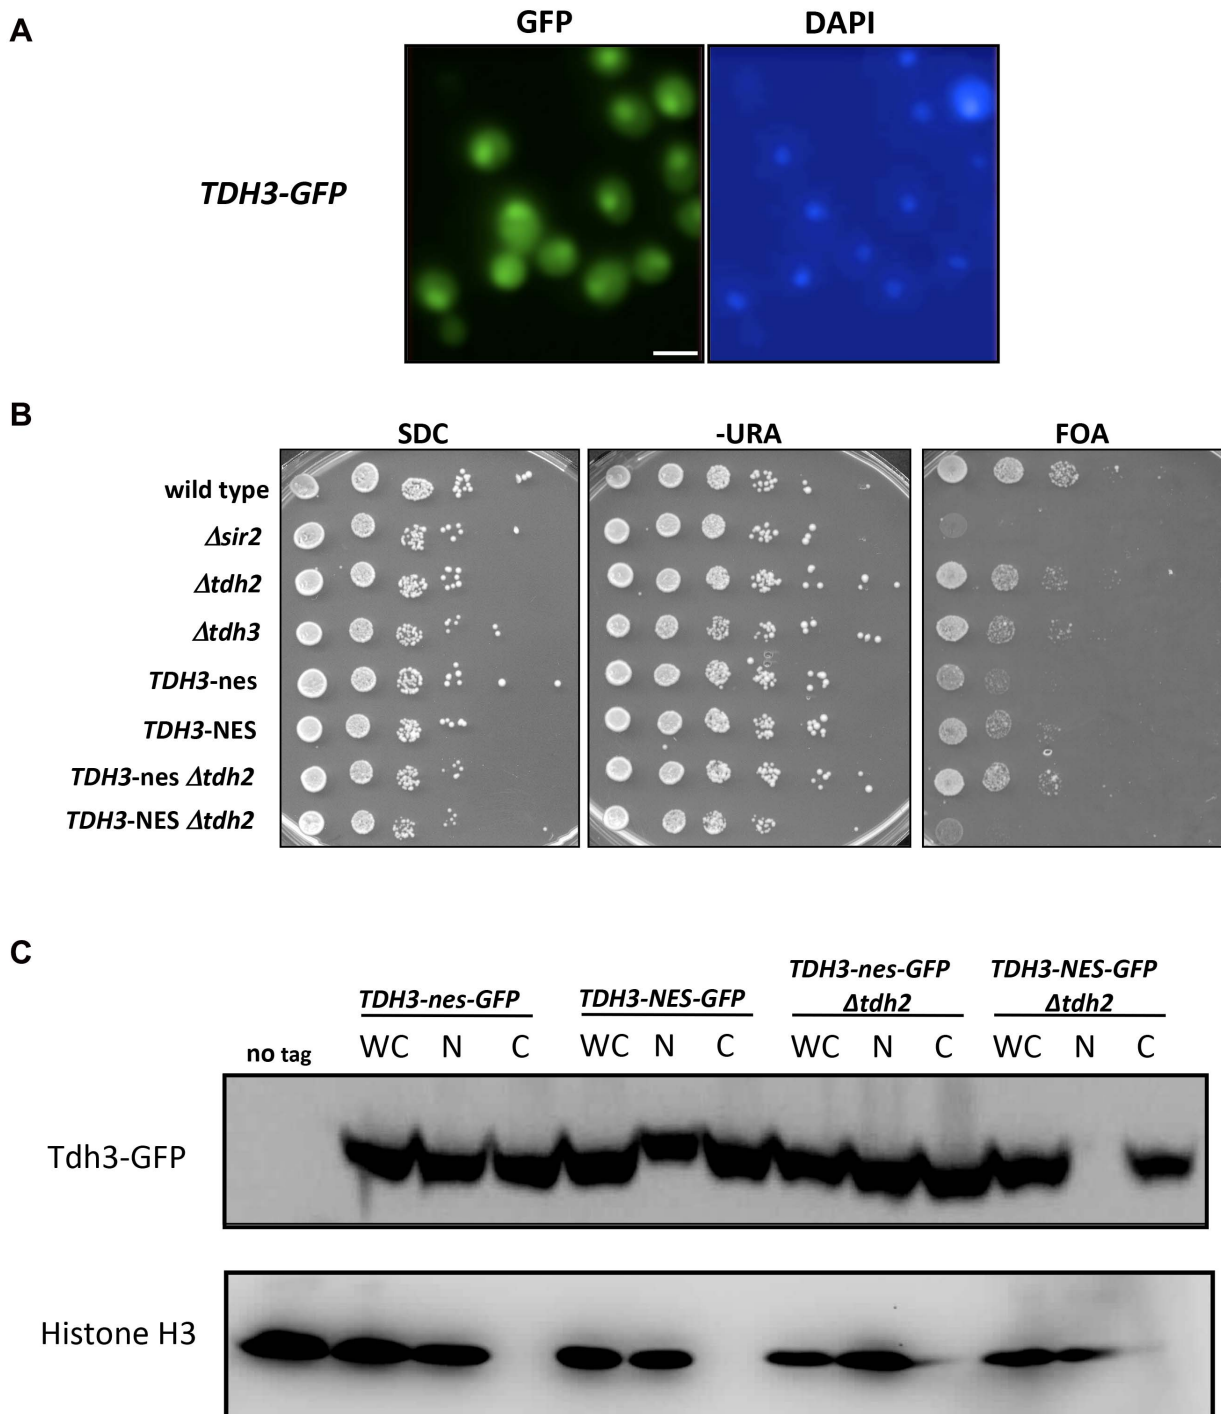 A
GFP DAPI
TDH3-GFP
B
SDC -URA FOA
wild type
Δsir2
Δtdh2
Δtdh3
TDH3-nes
TDH3-NES
TDH3-nes Δtdh2
TDH3-NES Δtdh2
C
TDH3-nes-GFP TDH3-NES-GFP TDH3-nes-GFP Δtdh2 TDH3-NES-GFP Δtdh2
no tag WC N C WC N C WC N C WC N C
Tdh3-GFP
Histone H3